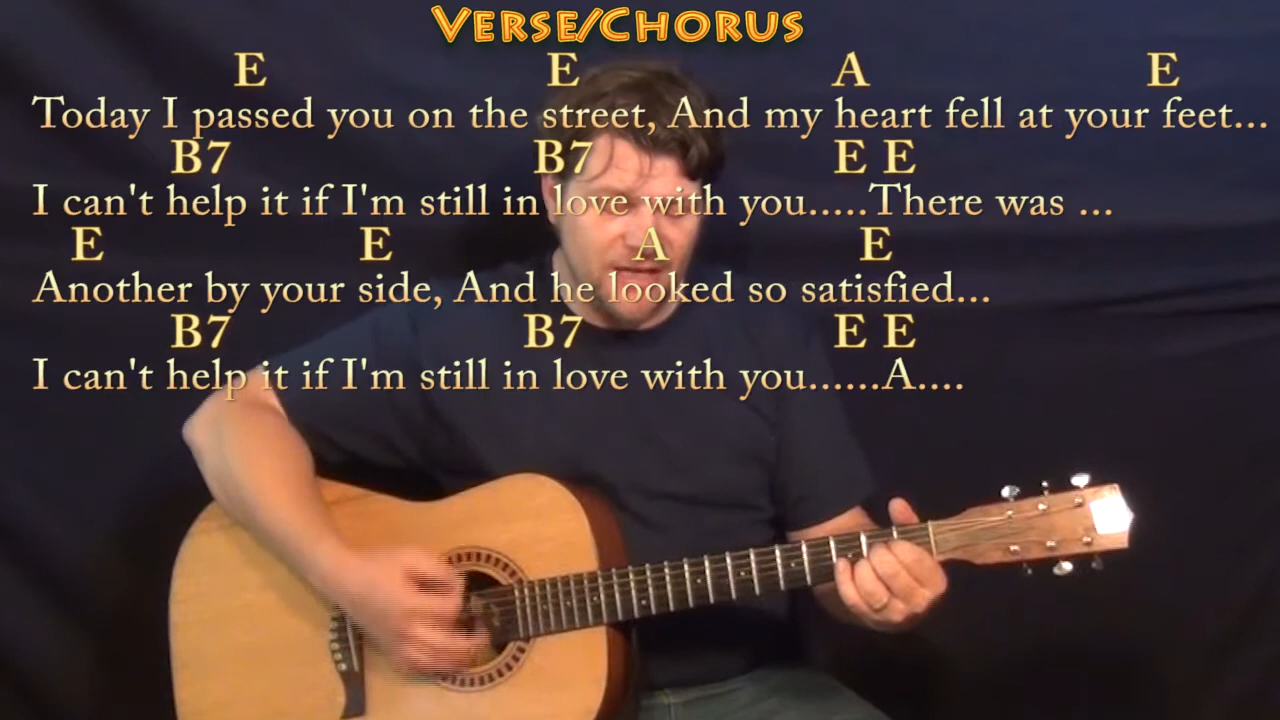 VERSE/CHORUS
E E A E
Today I passed you on the street, And my heart fell at your feet...
B7 B7 E E
I can't help it if I'm still in love with you.....There was ...
E E A E
Another by your side, And he looked so satisfied...
B7 B7 E E
I can't help it if I'm still in love with you......A....